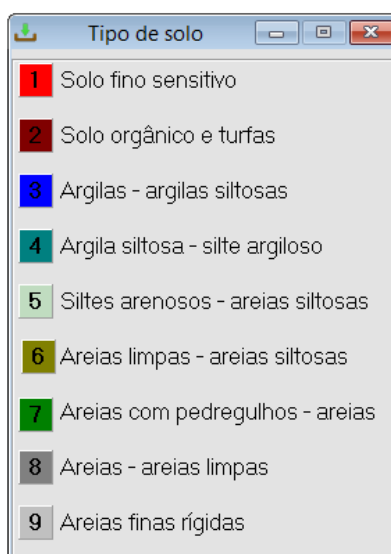 Tipo de solo
1 Solo fino sensitivo
2 Solo orgânico e turfas
3 Argilas - argilas siltosas
4 Argila siltosa - silte argiloso
5 Siltes arenosos - areias siltosas
6 Areias limpas - areias siltosas
7 Areias com pedregulhos - areias
8 Areias - areias limpas
9 Areias finas rígidas